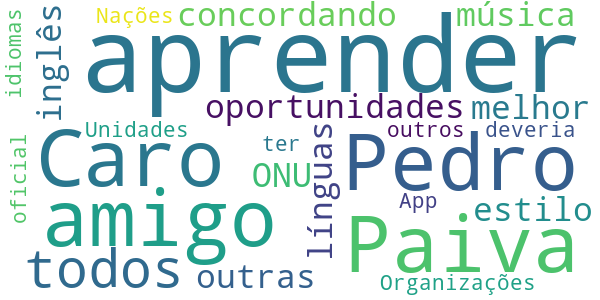 Nações
concordando
música
idiomas
inglês
aprender
oportunidades
melhor
Unidades
ter
outros
deveria
oficial
Caro
ONU
línguas
Pedro
App
amigo
estilo
Paiva
todos
outras
Organizações